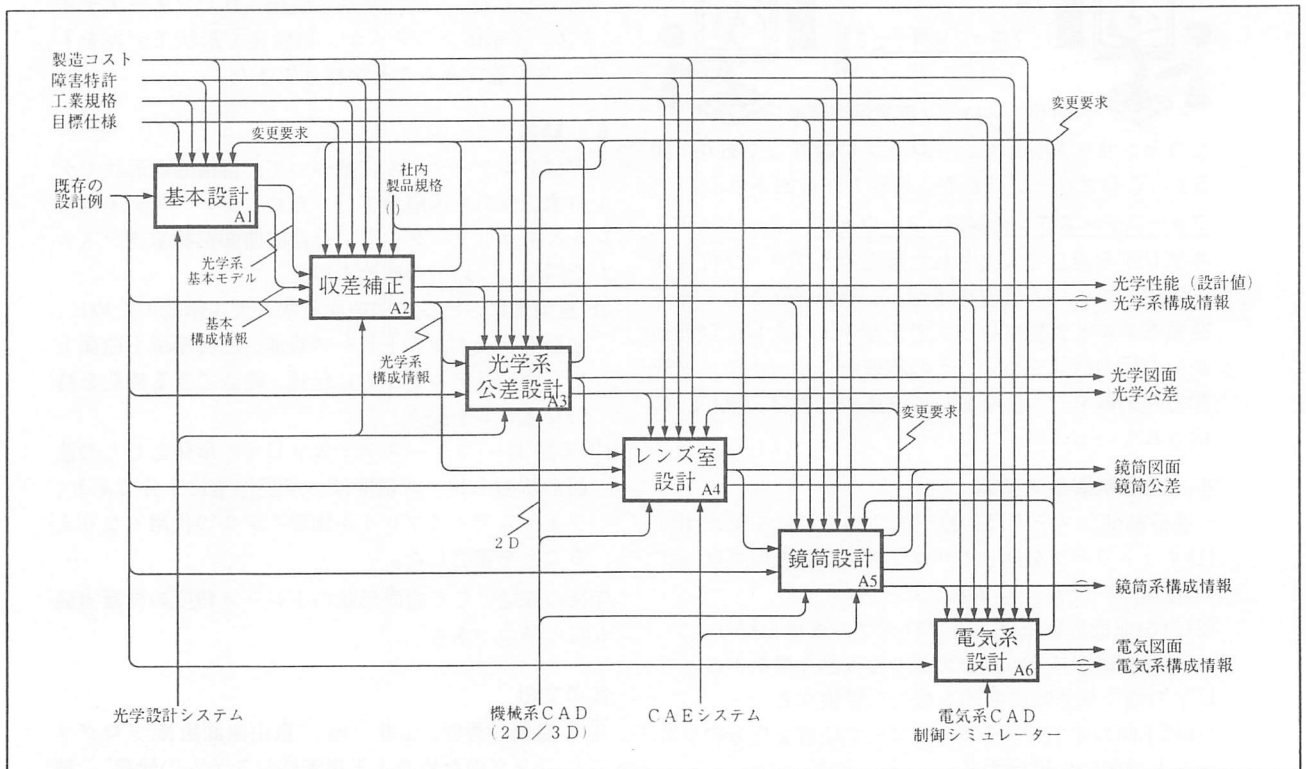 製造コスト
障害特許
工業規格
目標仕様
変更要求
変更要求
既存の
設計例
基本設計
A1
社内
製品規格
( )
光学系
基本モデル
収差補正
A2
基本
構成情報
光学性能（設計値）
光学系構成情報
光学系
構成情報
光学系
公差設計
A3
光学図面
光学公差
変更要求
レンズ室
設計
A4
鏡筒図面
鏡筒公差
2D
鏡筒設計
A5
鏡筒系構成情報
電気系
設計
A6
電気図面
電気系構成情報
光学設計システム
機械系CAD
（2D／3D）
CAEシステム
電気系CAD
制御シミュレーター